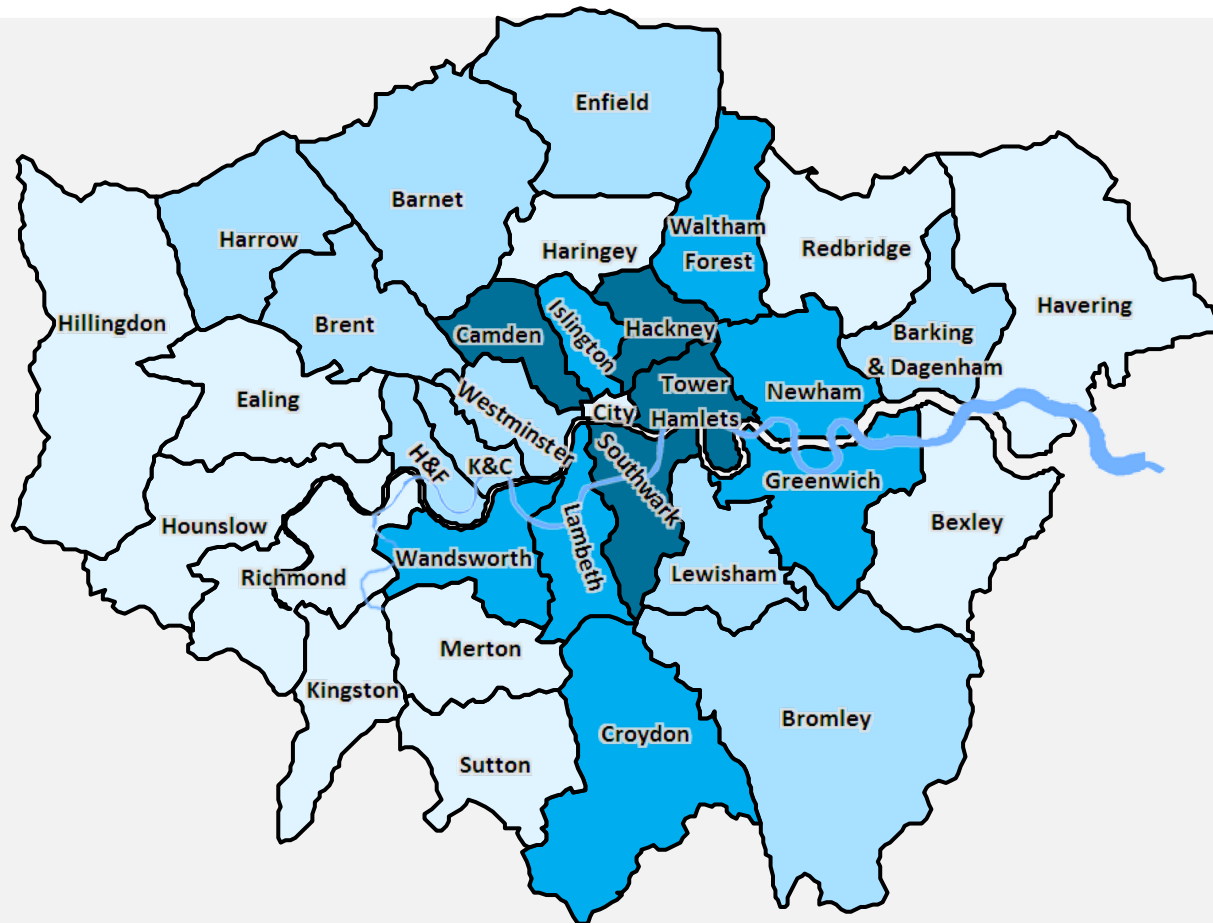 Enfield
Barnet
Waltham
Forest
Harrow
Haringey
Redbridge
Hillingdon
Brent
Camden
Islington
Hackney
Havering
Barking
& Dagenham
Ealing
Westminster
City
Tower
Hamlets
Newham
H&F
K&C
Southwark
Greenwich
Hounslow
Bexley
Richmond
Wandsworth
Lambeth
Lewisham
Merton
Kingston
Bromley
Croydon
Sutton